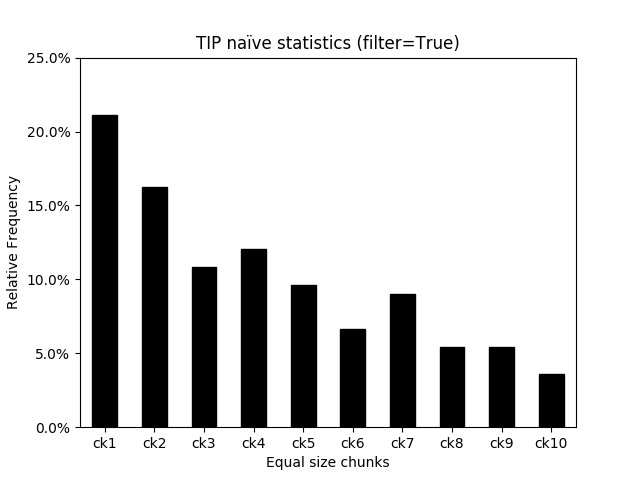 TIP naïve statistics (filter=True)
25.0%
20.0%
15.0%
10.0%
5.0%
0.0%
Relative Frequency
ck1 ck2 ck3 ck4 ck5 ck6 ck7 ck8 ck9 ck10
Equal size chunks